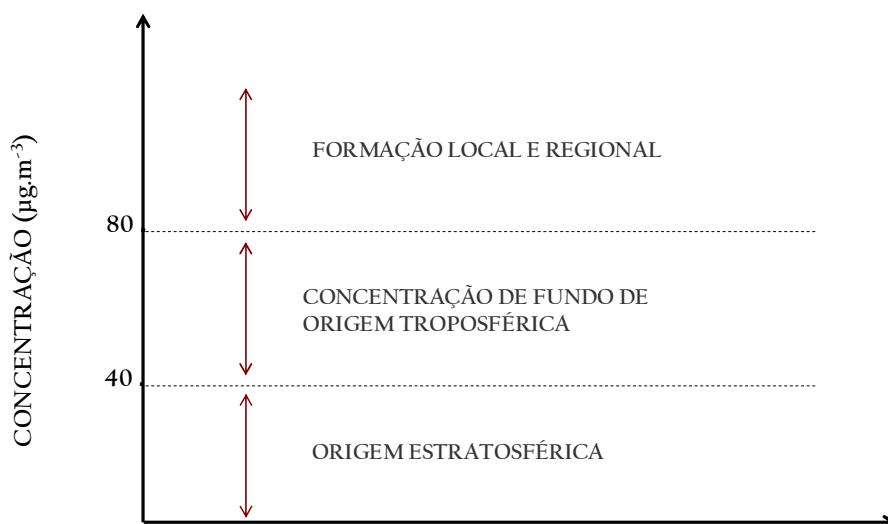 CONCENTRAÇÃO (µg.m⁻³)
FORMAÇÃO LOCAL E REGIONAL
80
CONCENTRAÇÃO DE FUNDO DE
ORIGEM TROPOSFÉRICA
40
ORIGEM ESTRATOSFÉRICA